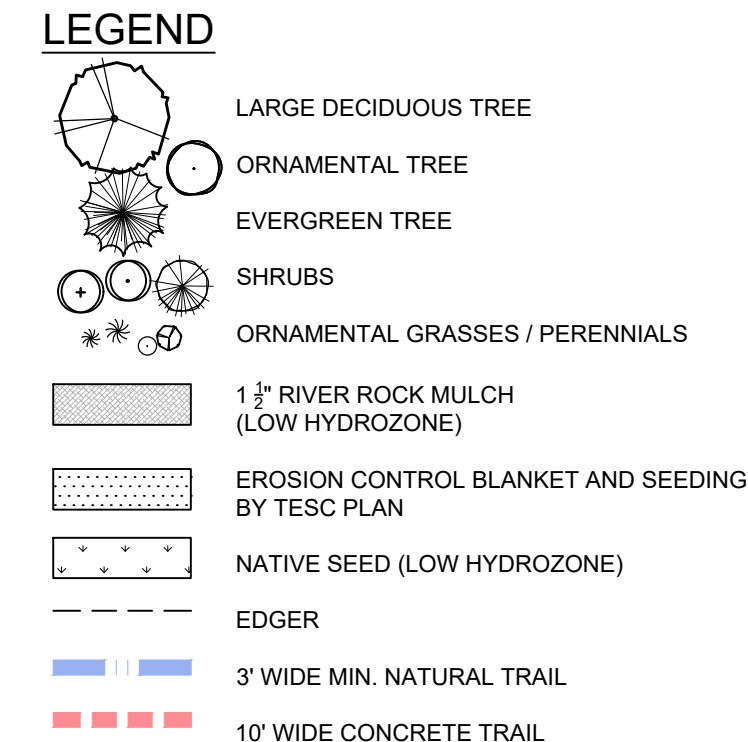 LEGEND
LARGE DECIDUOUS TREE
ORNAMENTAL TREE
EVERGREEN TREE
SHRUBS
ORNAMENTAL GRASSES / PERENNIALS
1 1/2" RIVER ROCK MULCH
(LOW HYDROZONE)
EROSION CONTROL BLANKET AND SEEDING
BY TESC PLAN
NATIVE SEED (LOW HYDROZONE)
EDGER
3' WIDE MIN. NATURAL TRAIL
10' WIDE CONCRETE TRAIL